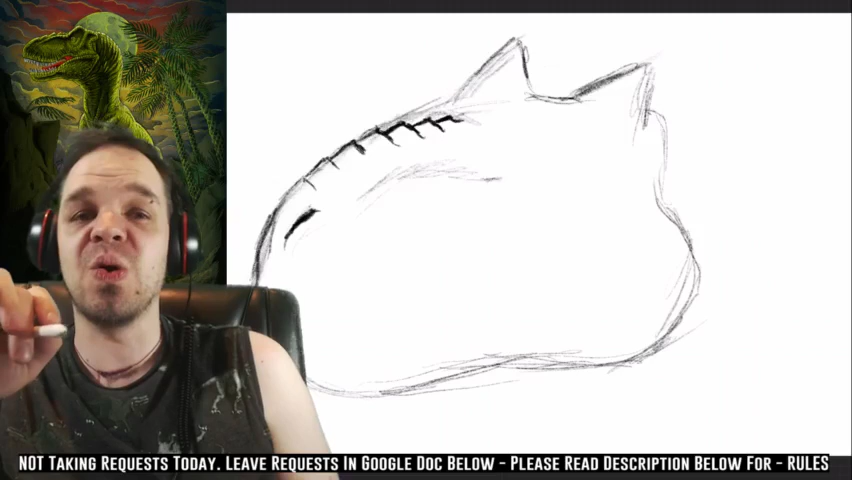 NOT Taking Requests Today. Leave Requests In Google Doc Below - Please Read Description Below For - RULES